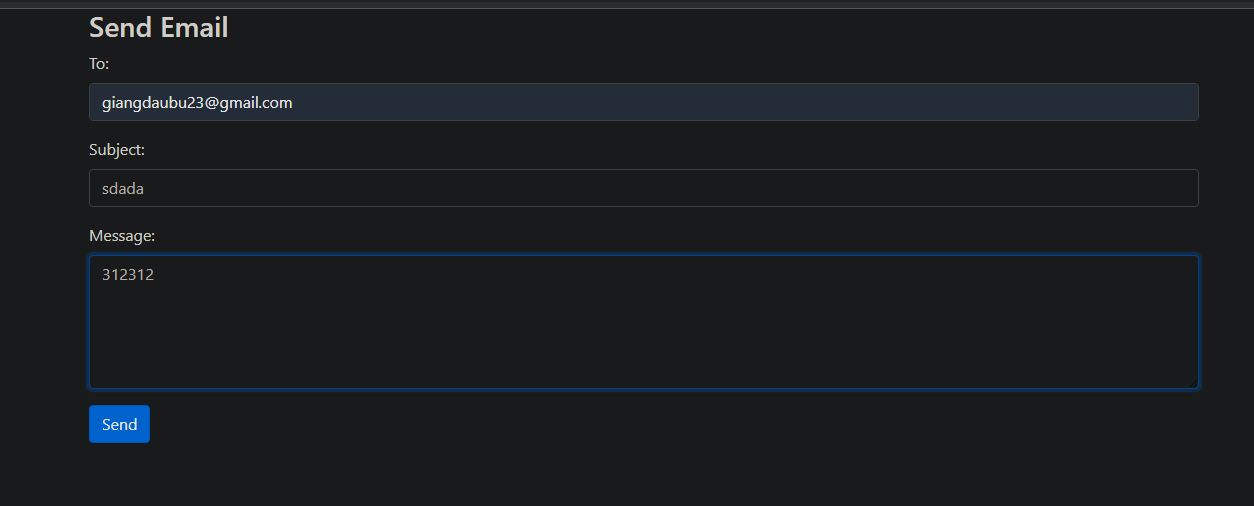 Send Email
To:
giangdaubu23@gmail.com
Subject:
sdada
Message:
312312
Send